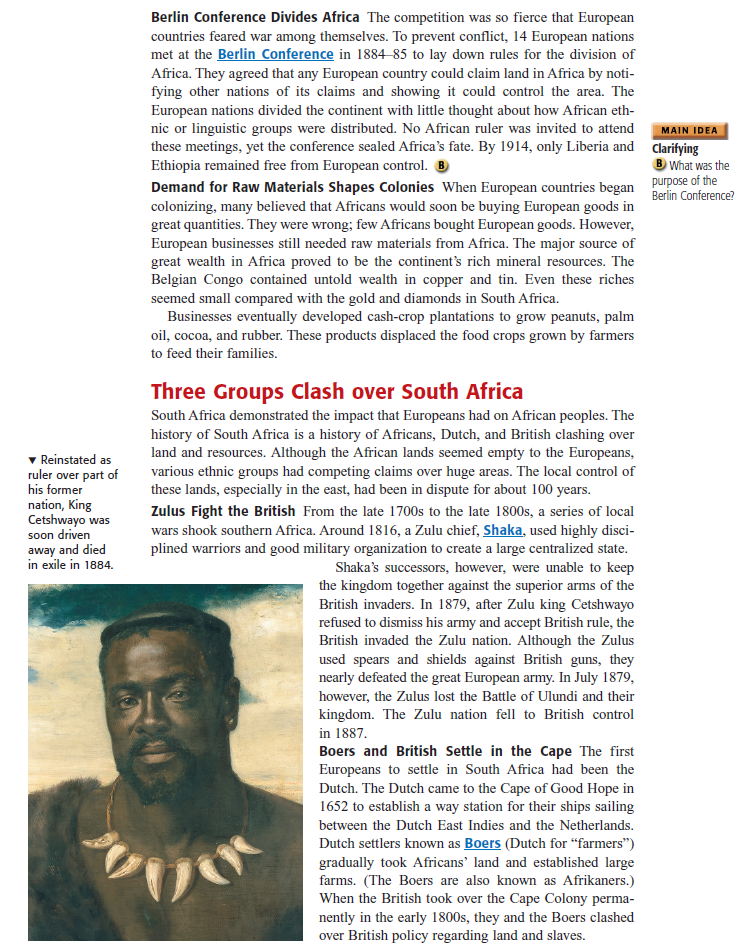 Berlin Conference Divides Africa The competition was so fierce that European
countries feared war among themselves. To prevent conflict, 14 European nations
met at the Berlin Conference in 1884–85 to lay down rules for the division of
Africa. They agreed that any European country could claim land in Africa by noti-
fying other nations of its claims and showing it could control the area. The
European nations divided the continent with little thought about how African eth-
nic or linguistic groups were distributed. No African ruler was invited to attend
these meetings, yet the conference sealed Africa's fate. By 1914, only Liberia and
Ethiopia remained free from European control. B
MAIN IDEA
Clarifying
B What was the
purpose of the
Berlin Conference?
Demand for Raw Materials Shapes Colonies When European countries began
colonizing, many believed that Africans would soon be buying European goods in
great quantities. They were wrong; few Africans bought European goods. However,
European businesses still needed raw materials from Africa. The major source of
great wealth in Africa proved to be the continent's rich mineral resources. The
Belgian Congo contained untold wealth in copper and tin. Even these riches
seemed small compared with the gold and diamonds in South Africa.
Businesses eventually developed cash-crop plantations to grow peanuts, palm
oil, cocoa, and rubber. These products displaced the food crops grown by farmers
to feed their families.
Three Groups Clash over South Africa
South Africa demonstrated the impact that Europeans had on African peoples. The
history of South Africa is a history of Africans, Dutch, and British clashing over
land and resources. Although the African lands seemed empty to the Europeans,
various ethnic groups had competing claims over huge areas. The local control of
these lands, especially in the east, had been in dispute for about 100 years.
Zulus Fight the British From the late 1700s to the late 1800s, a series of local
wars shook southern Africa. Around 1816, a Zulu chief, Shaka, used highly disci-
plined warriors and good military organization to create a large centralized state.
Shaka's successors, however, were unable to keep
the kingdom together against the superior arms of the
British invaders. In 1879, after Zulu king Cetshwayo
refused to dismiss his army and accept British rule, the
British invaded the Zulu nation. Although the Zulus
used spears and shields against British guns, they
nearly defeated the great European army. In July 1879,
however, the Zulus lost the Battle of Ulundi and their
kingdom. The Zulu nation fell to British control
in 1887.
▼ Reinstated as
ruler over part of
his former
nation, King
Cetshwayo was
soon driven
away and died
in exile in 1884.
Boers and British Settle in the Cape The first
Europeans to settle in South Africa had been the
Dutch. The Dutch came to the Cape of Good Hope in
1652 to establish a way station for their ships sailing
between the Dutch East Indies and the Netherlands.
Dutch settlers known as Boers (Dutch for “farmers”)
gradually took Africans' land and established large
farms. (The Boers are also known as Afrikaners.)
When the British took over the Cape Colony perma-
nently in the early 1800s, they and the Boers clashed
over British policy regarding land and slaves.